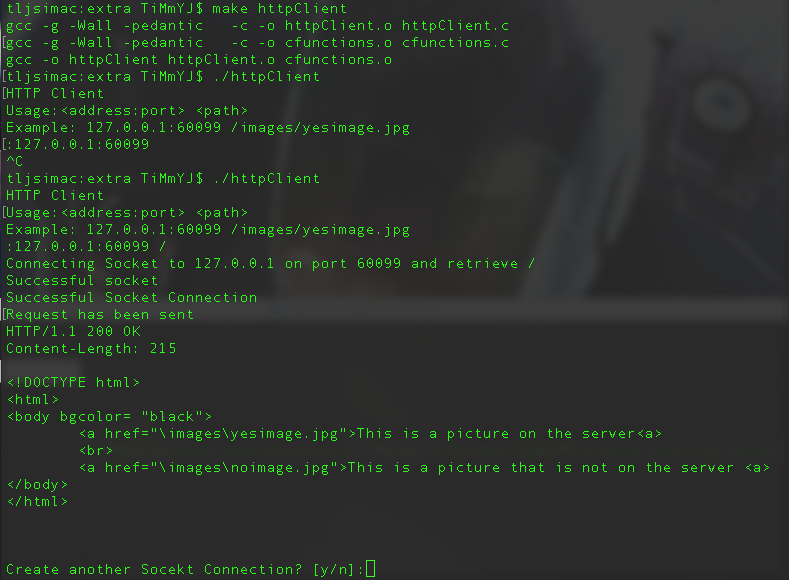 tljsimac:extra TiMmYJ$ make httpClient
gcc -g -Wall -pedantic   -c -o httpClient.o httpClient.c
[gcc -g -Wall -pedantic   -c -o cfunctions.o cfunctions.c
gcc -o httpClient httpClient.o cfunctions.o
[tljsimac:extra TiMmYJ$ ./httpClient
[HTTP Client
Usage:<address:port> <path>
Example: 127.0.0.1:60099 /images/yesimage.jpg
[:127.0.0.1:60099
^C
tljsimac:extra TiMmYJ$ ./httpClient
HTTP Client
[Usage:<address:port> <path>
Example: 127.0.0.1:60099 /images/yesimage.jpg
:127.0.0.1:60099 /
Connecting Socket to 127.0.0.1 on port 60099 and retrieve /
Successful socket
Successful Socket Connection
[Request has been sent
HTTP/1.1 200 OK
Content-Length: 215

<!DOCTYPE html>
<html>
<body bgcolor= "black">
        <a href="\images\yesimage.jpg">This is a picture on the server<a>
        <br>
        <a href="\images\noimage.jpg">This is a picture that is not on the server <a>
</body>
</html>

Create another Socekt Connection? [y/n]: